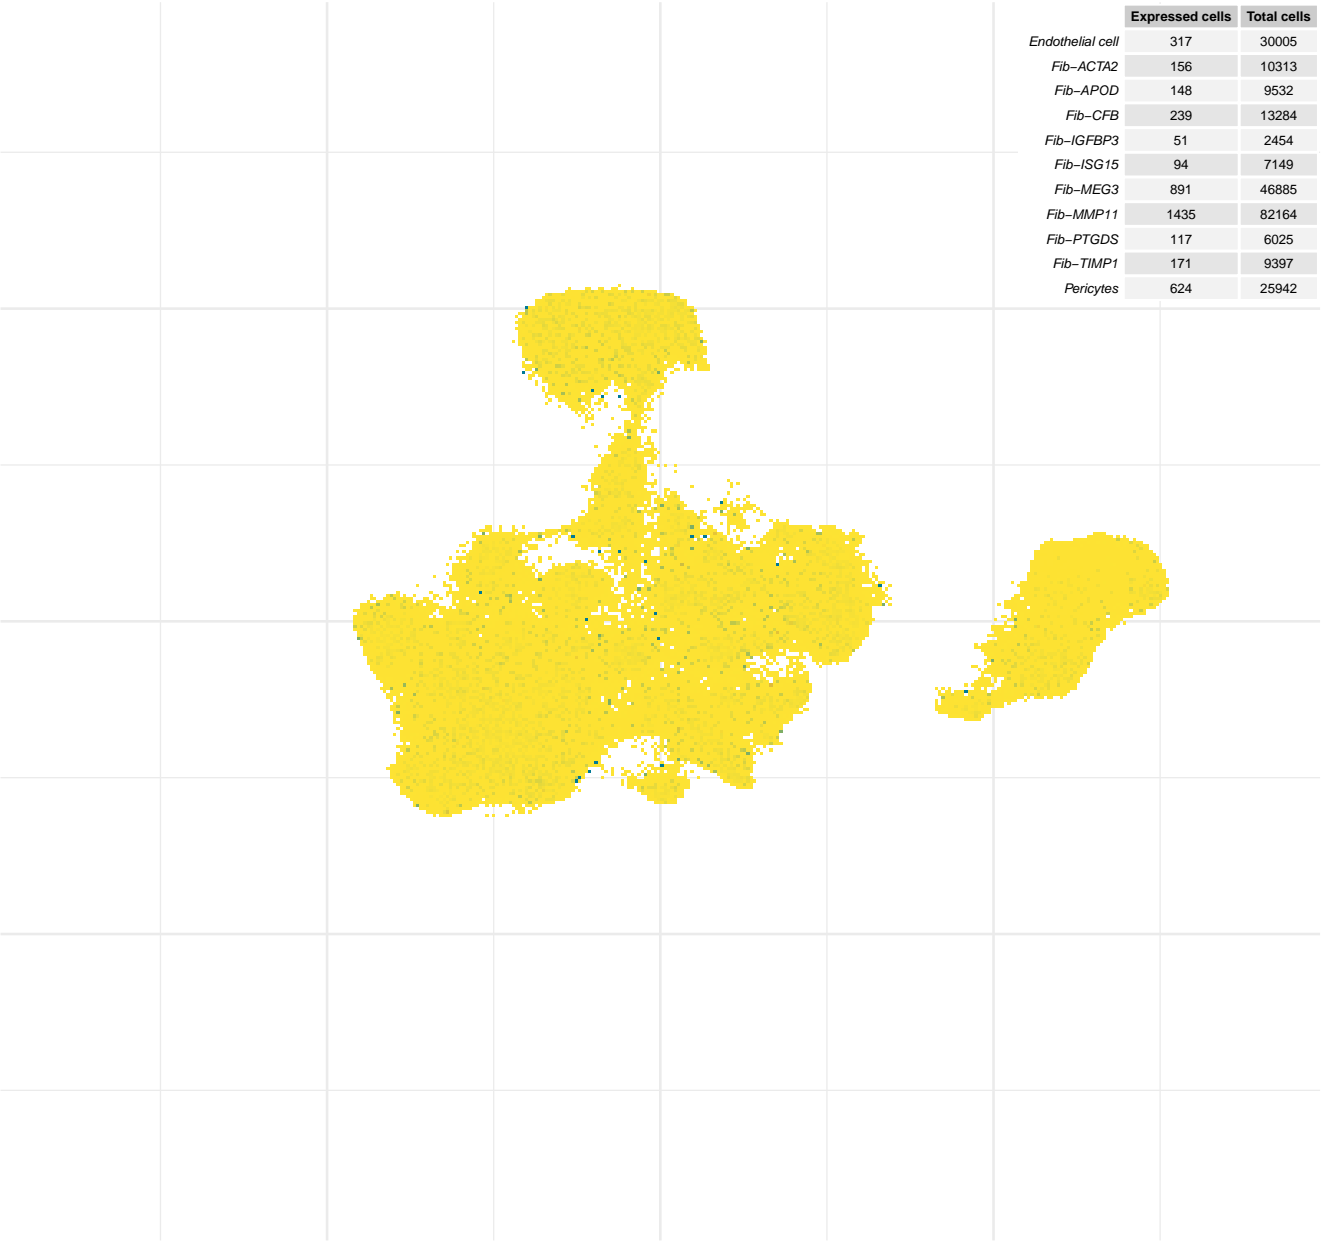 Expressed cells Total cells
Endothelial cell 317 30005
Fib−ACTA2 156 10313
Fib−APOD 148 9532
Fib−CFB 239 13284
Fib−IGFBP3 51 2454
Fib−ISG15 94 7149
Fib−MEG3 891 46885
Fib−MMP11 1435 82164
Fib−PTGDS 117 6025
Fib−TIMP1 171 9397
Pericytes 624 25942